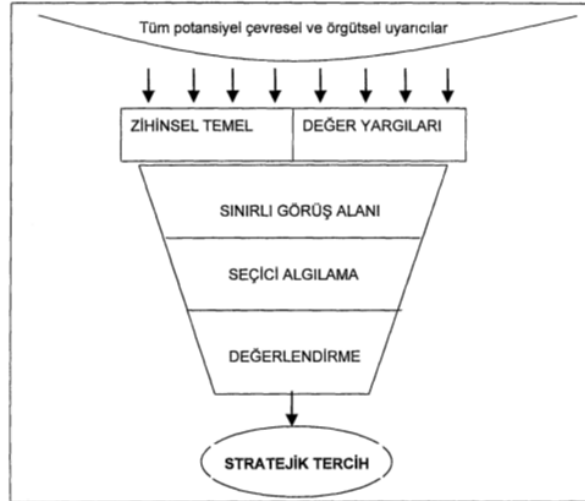 Tüm potansiyel çevresel ve örgütsel uyarıcılar
ZİHİNSEL TEMEL
DEĞER YARGILARI
SINIRLI GÖRÜŞ ALANI
SEÇİCİ ALGILAMA
DEĞERLENDİRME
STRATEJİK TERCİH